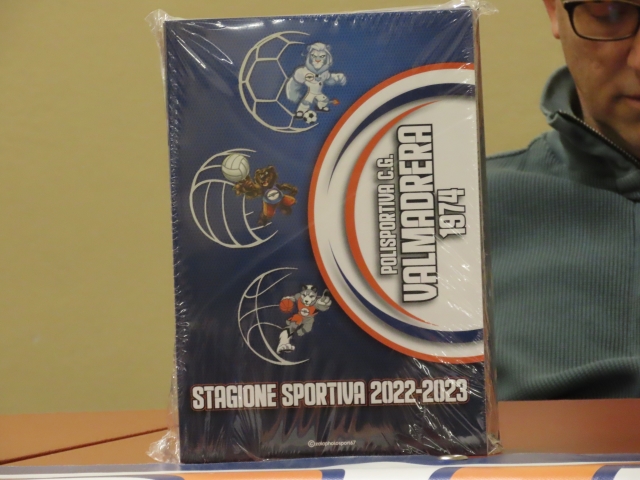 POLISPORTIVA C.G.
VALMADRERA
1974
STAGIONE SPORTIVA 2022-2023